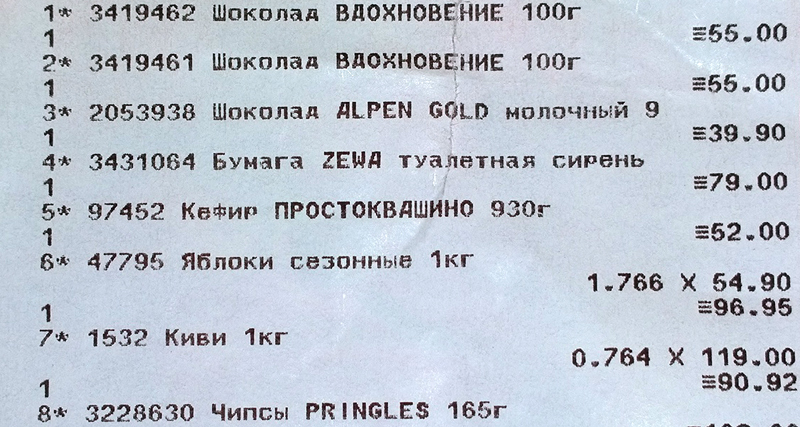 1* 3419462 Шоколад ВДОХНОВЕНИЕ 100г
1 ≡55.00
2* 3419461 Шоколад ВДОХНОВЕНИЕ 100г
1 ≡55.00
3* 2053938 Шоколад ALPEN GOLD молочный 9
1 ≡39.90
4* 3431064 Бумага ZEWA туалетная сирень
1 ≡79.00
5* 97452 Кефир ПРОСТОКВАШИНО 930г
1 ≡52.00
6* 47795 Яблоки сезонные 1кг
1.766 X 54.90
1 ≡96.95
7* 1532 Киви 1кг
0.764 X 119.00
1 ≡90.92
8* 3228630 Чипсы PRINGLES 165г